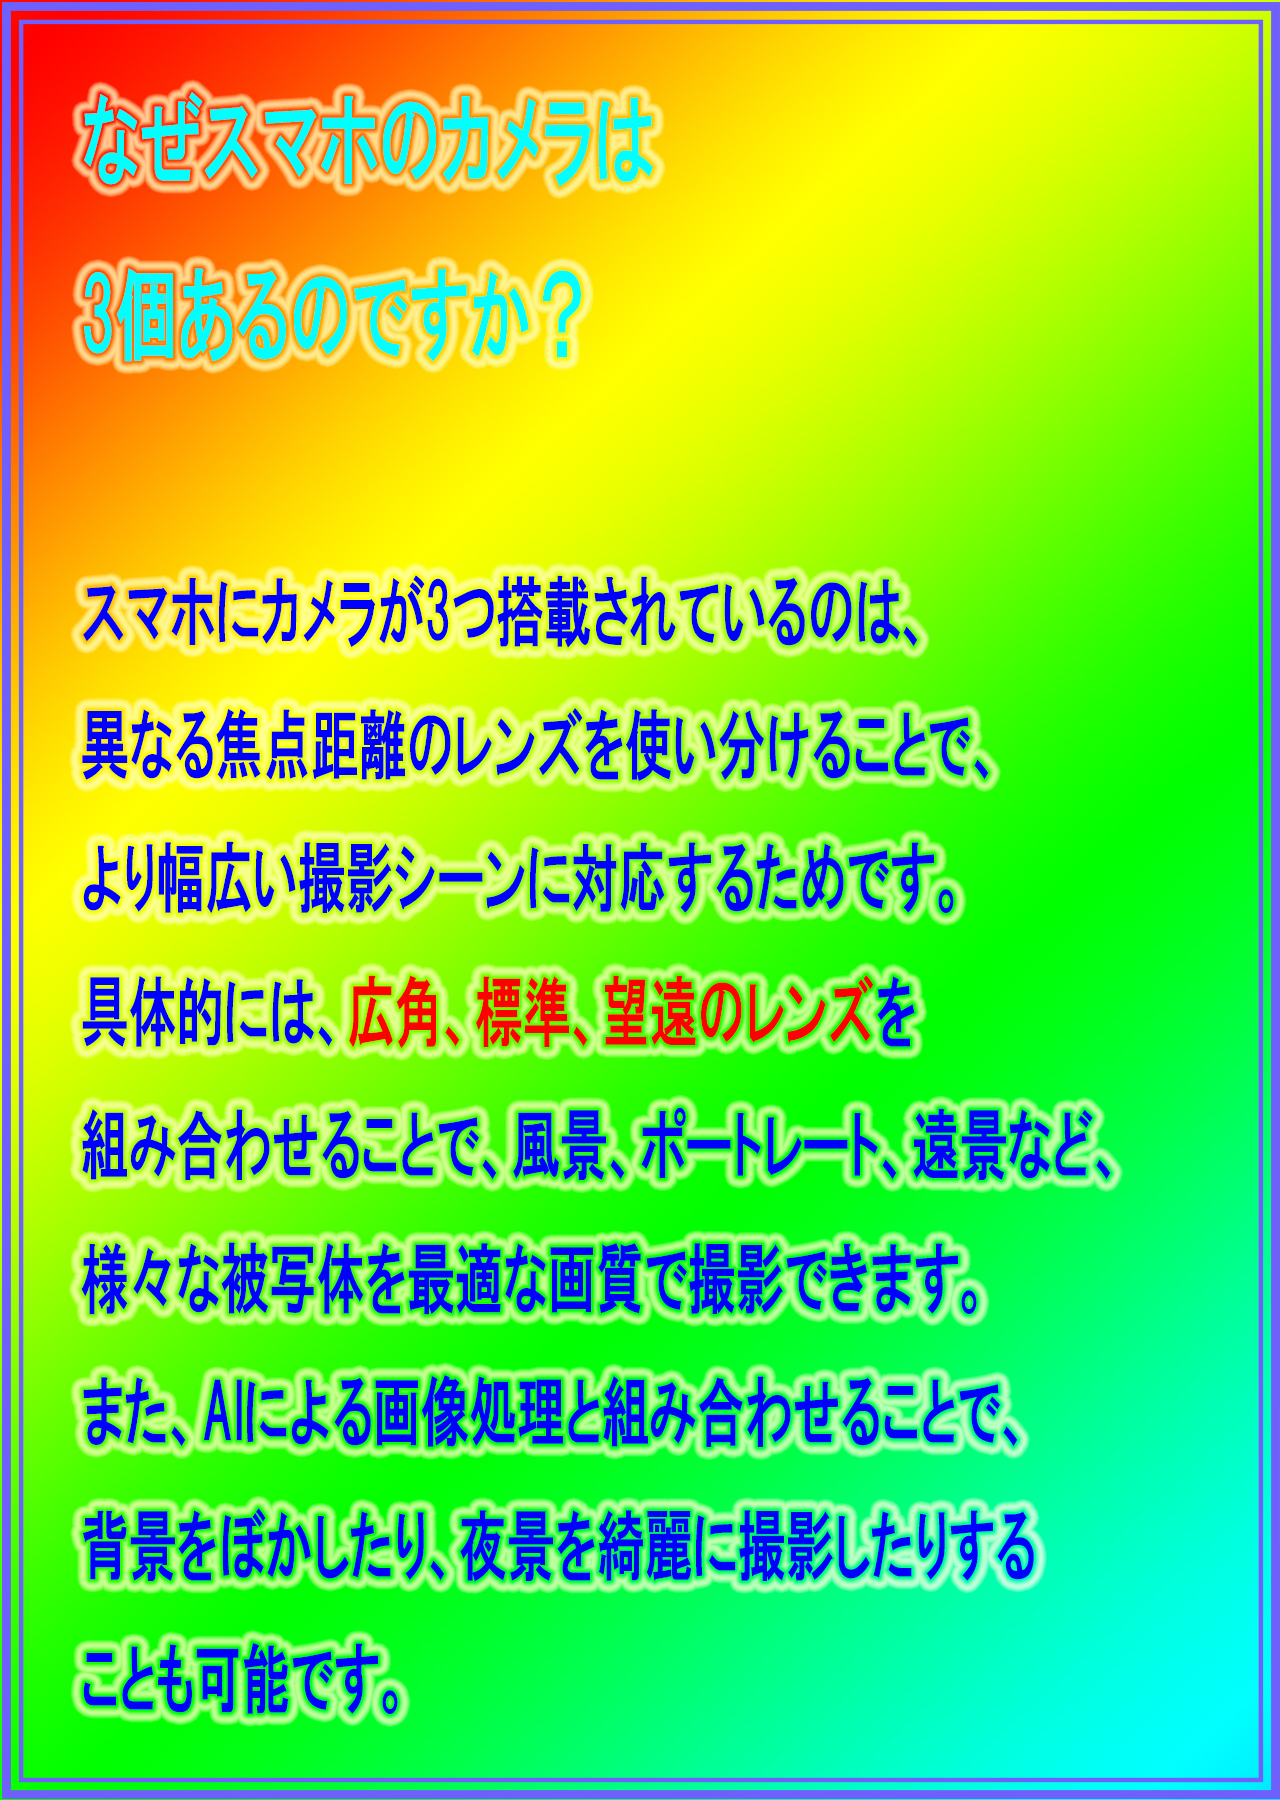 なぜスマホのカメラは
3個あるのですか？
スマホにカメラが3つ搭載されているのは、
異なる焦点距離のレンズを使い分けることで、
より幅広い撮影シーンに対応するためです。
具体的には、広角、標準、望遠のレンズを
組み合わせることで、風景、ポートレート、遠景など、
様々な被写体を最適な画質で撮影できます。
また、AIによる画像処理と組み合わせることで、
背景をぼかしたり、夜景を綺麗に撮影したりする
ことも可能です。